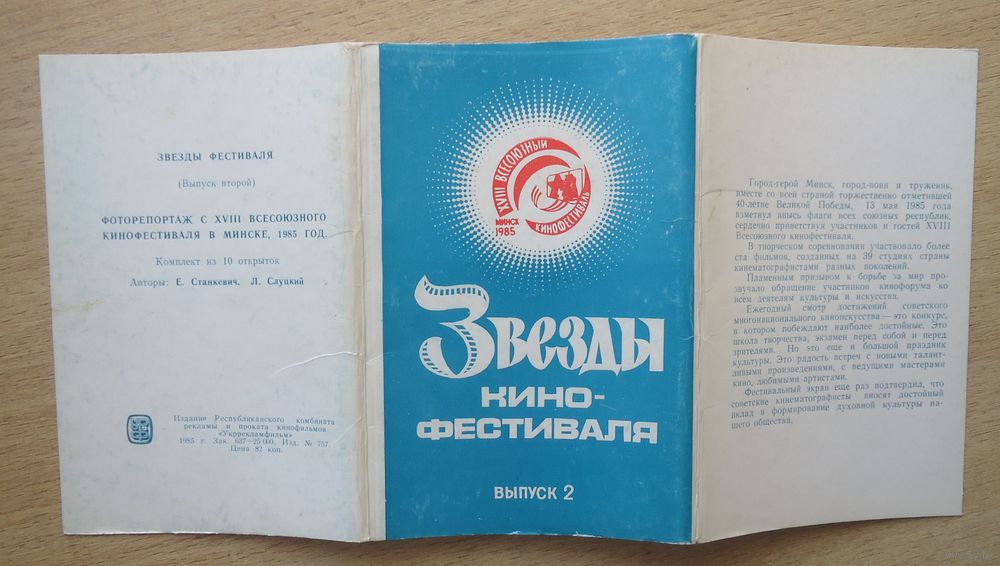 ЗВЕЗДЫ ФЕСТИВАЛЯ
(Выпуск второй)
ФОТОРЕПОРТАЖ С XVIII ВСЕСОЮЗНОГО
КИНОФЕСТИВАЛЯ В МИНСКЕ, 1985 ГОД.
Комплект из 10 открыток
Авторы: Е. Станкевич, Л. Слуцкий
Издание Республиканского комбината
рекламы и проката кинофильмов
«Укррекламфильм»
1985 г. Зак. 637—25 000. Изд. № 757.
Цена 82 коп.
XVIII ВСЕСОЮЗНЫЙ
КИНОФЕСТИВАЛЬ
МИНСК
1985
Звезды
КИНО-
ФЕСТИВАЛЯ
ВЫПУСК 2
Город-герой Минск, город-воин и труженик,
вместе со всей страной торжественно отметившей
40-летие Великой Победы, 13 мая 1985 года
взметнул ввысь флаги всех союзных республик,
сердечно приветствуя участников и гостей XVIII
Всесоюзного кинофестиваля.
В творческом соревновании участвовало более
ста фильмов, созданных на 39 студиях страны
кинематографистами разных поколений.
Пламенным призывом к борьбе за мир про-
звучало обращение участников кинофорума ко
всем деятелям культуры и искусства.
Ежегодный смотр достижений советского
многонационального киноискусства — это конкурс,
в котором побеждают наиболее достойные. Это
школа творчества, экзамен перед собой и перед
зрителями. Но это еще и большой праздник
культуры. Это радость встреч с новыми талант-
ливыми произведениями, с ведущими мастерами
кино, любимыми артистами.
Фестивальный экран еще раз подтвердил, что
советские кинематографисты вносят достойный
вклад в формирование духовной культуры на-
шего общества.